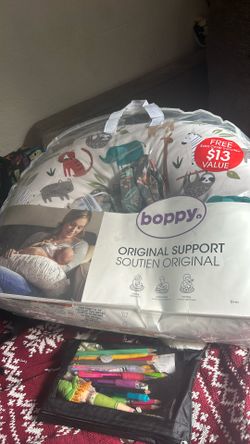 FREE
$13
VALUE
boppy®
ORIGINAL SUPPORT
SOUTIEN ORIGINAL